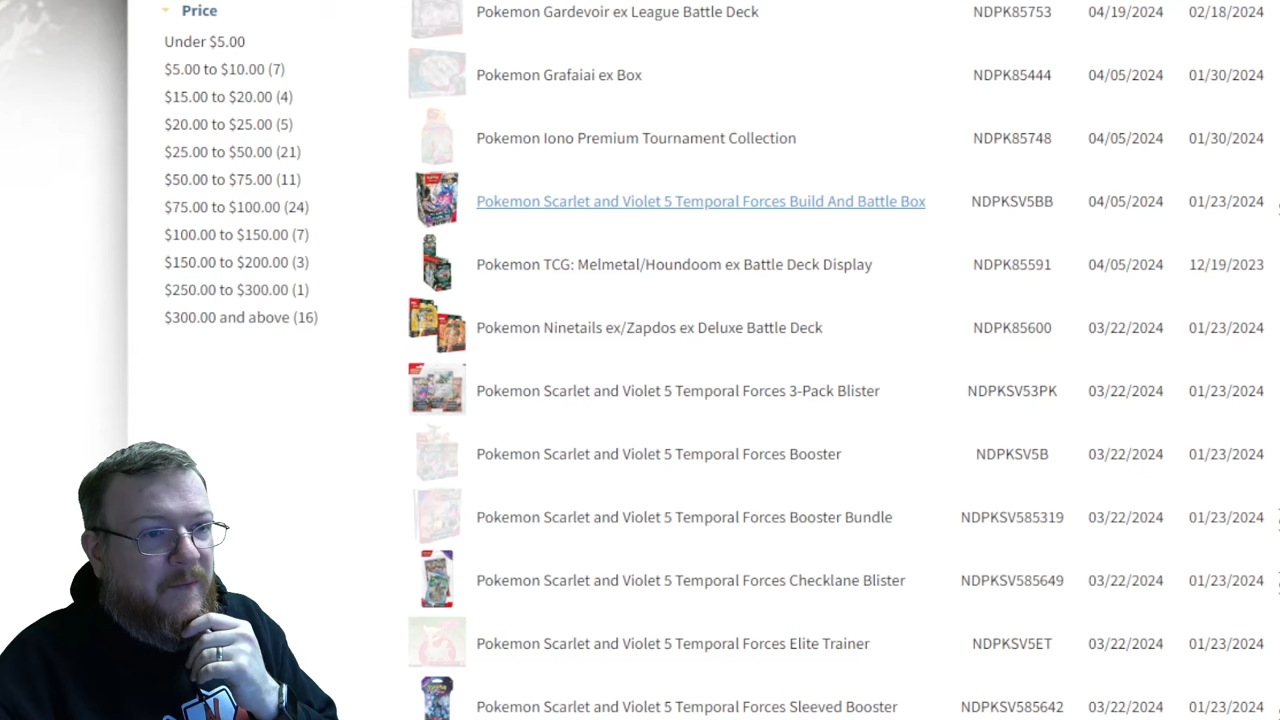 Price
Under $5.00
$5.00 to $10.00 (7)
$15.00 to $20.00 (4)
$20.00 to $25.00 (5)
$25.00 to $50.00 (21)
$50.00 to $75.00 (11)
$75.00 to $100.00 (24)
$100.00 to $150.00 (7)
$150.00 to $200.00 (3)
$250.00 to $300.00 (1)
$300.00 and above (16)
Pokemon Gardevoir ex League Battle Deck NDPK85753 04/19/2024 02/18/2024
Pokemon Grafaiai ex Box NDPK85444 04/05/2024 01/30/2024
Pokemon Iono Premium Tournament Collection NDPK85748 04/05/2024 01/30/2024
Pokemon Scarlet and Violet 5 Temporal Forces Build And Battle Box NDPKSV5BB 04/05/2024 01/23/2024
Pokemon TCG: Melmetal/Houndoom ex Battle Deck Display NDPK85591 04/05/2024 12/19/2023
Pokemon Ninetails ex/Zapdos ex Deluxe Battle Deck NDPK85600 03/22/2024 01/23/2024
Pokemon Scarlet and Violet 5 Temporal Forces 3-Pack Blister NDPKSV53PK 03/22/2024 01/23/2024
Pokemon Scarlet and Violet 5 Temporal Forces Booster NDPKSV5B 03/22/2024 01/23/2024
Pokemon Scarlet and Violet 5 Temporal Forces Booster Bundle NDPKSV585319 03/22/2024 01/23/2024
Pokemon Scarlet and Violet 5 Temporal Forces Checklane Blister NDPKSV585649 03/22/2024 01/23/2024
Pokemon Scarlet and Violet 5 Temporal Forces Elite Trainer NDPKSV5ET 03/22/2024 01/23/2024
Pokemon Scarlet and Violet 5 Temporal Forces Sleeved Booster NDPKSV585642 03/22/2024 01/23/2024